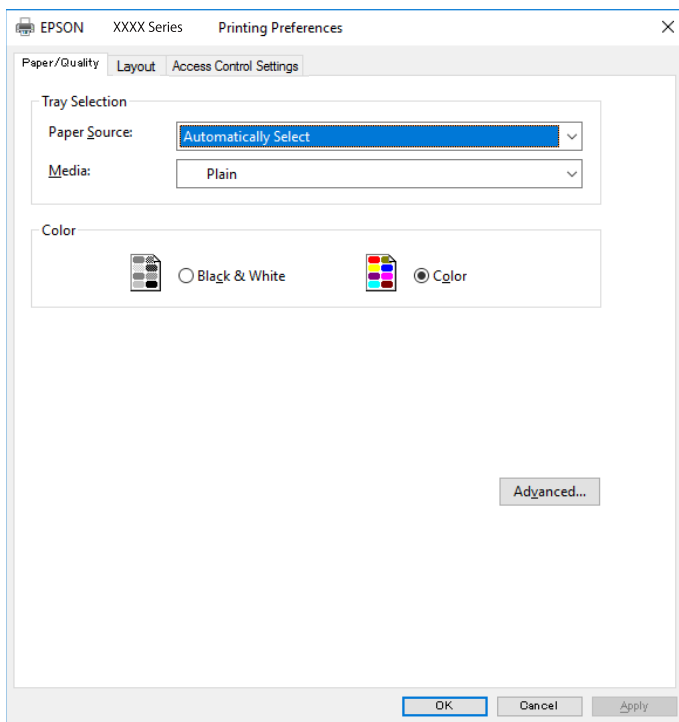 EPSON XXXX Series Printing Preferences
Paper/Quality Layout Access Control Settings
Tray Selection
Paper Source: Automatically Select
Media: Plain
Color
Black & White Color
Advanced...
OK Cancel Apply